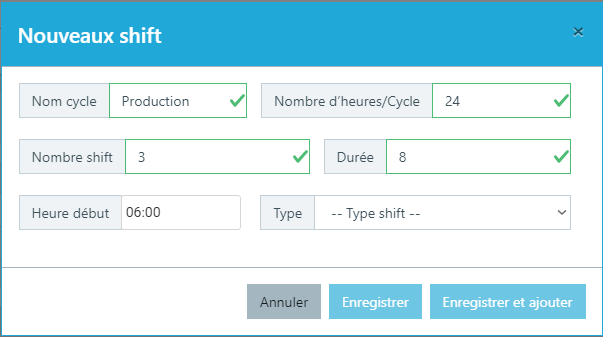 Nouveaux shift ×
Nom cycle Production Nombre d’heures/Cycle 24
Nombre shift 3 Durée 8
Heure début 06:00 Type -- Type shift --
Annuler Enregistrer Enregistrer et ajouter